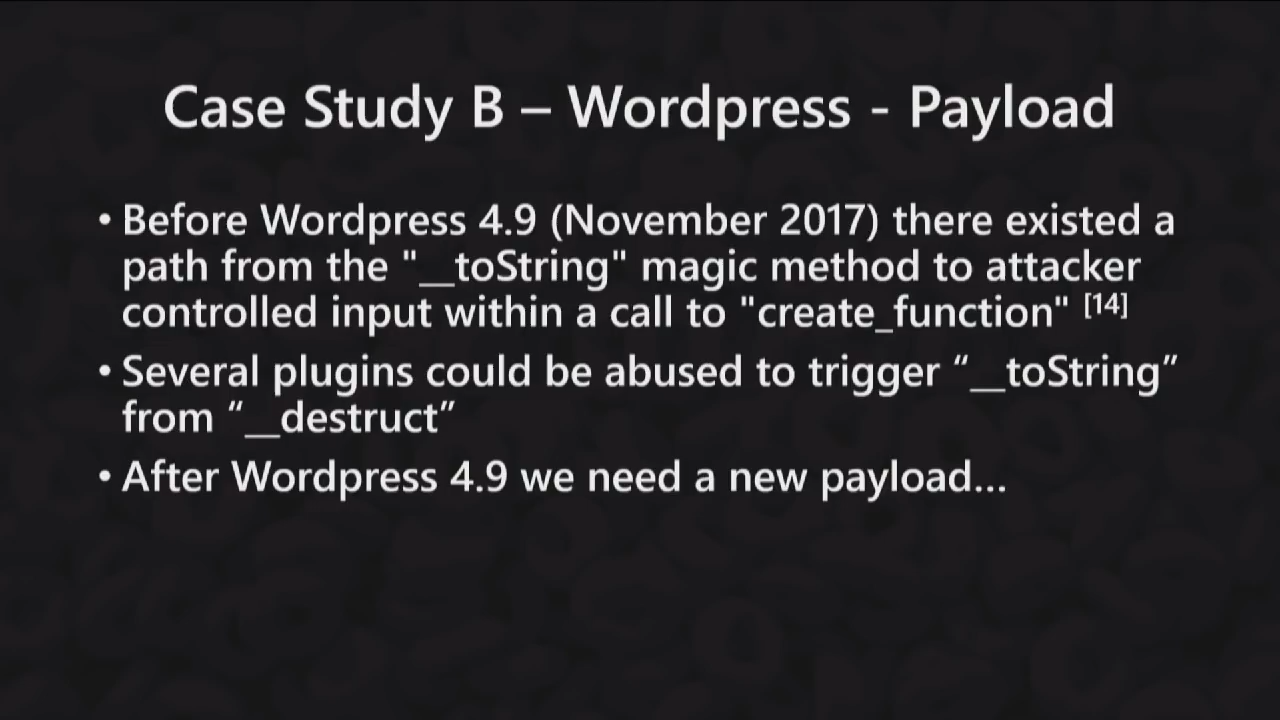 Case Study B – Wordpress - Payload
• Before Wordpress 4.9 (November 2017) there existed a
path from the "__toString" magic method to attacker
controlled input within a call to "create_function" [14]
• Several plugins could be abused to trigger “__toString”
from “__destruct”
• After Wordpress 4.9 we need a new payload...